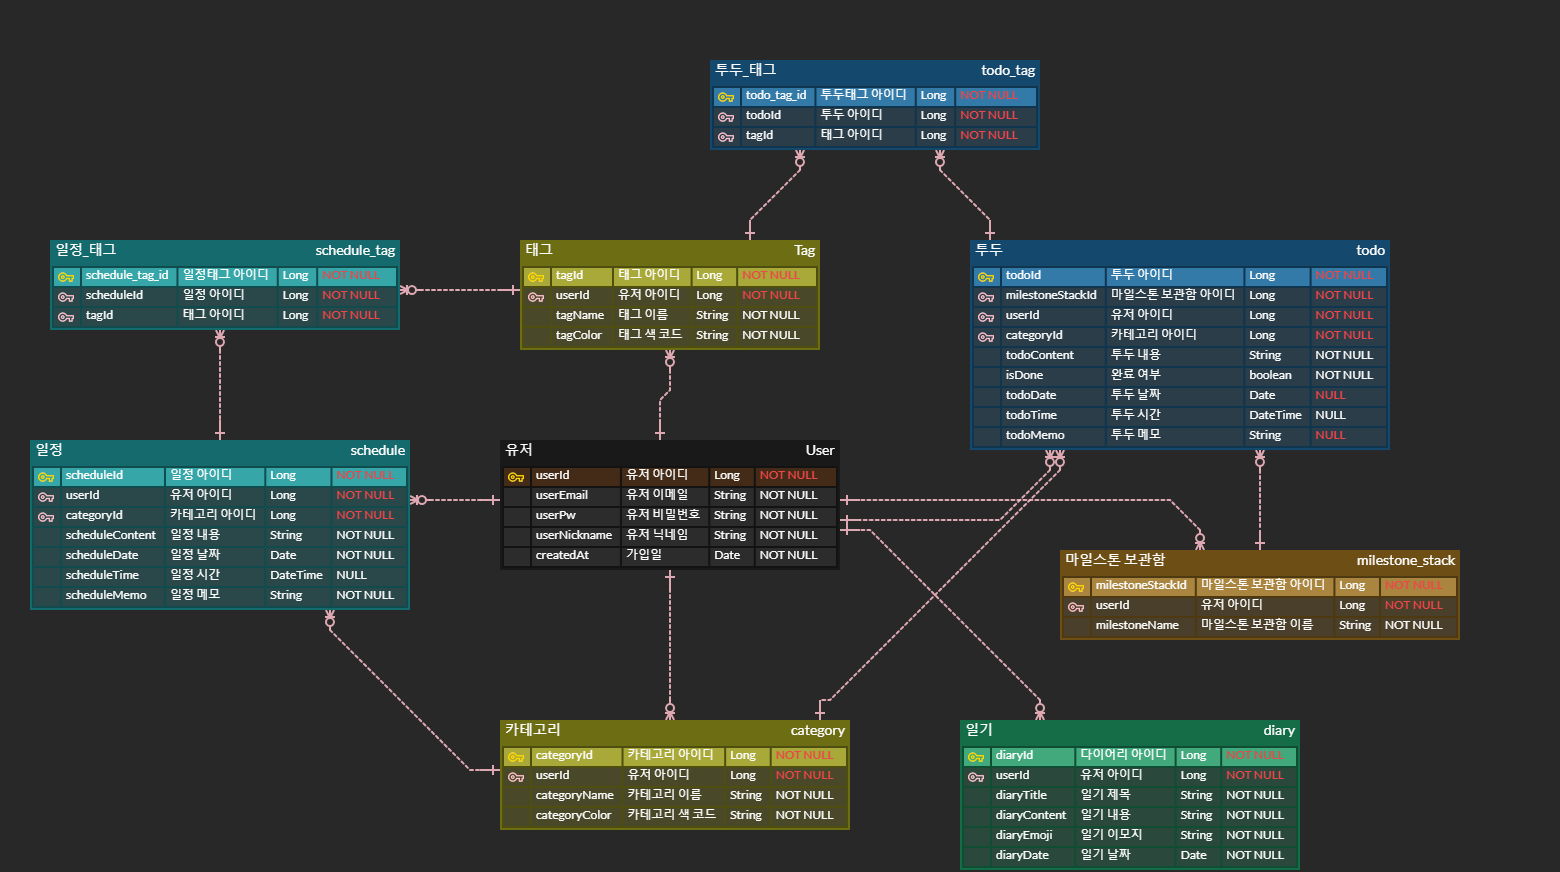 투두_태그 todo_tag
todo_tag_id 투두태그 아이디 Long NOT NULL
todoId 투두 아이디 Long NOT NULL
tagId 태그 아이디 Long NOT NULL
일정_태그 schedule_tag
schedule_tag_id 일정태그 아이디 Long NOT NULL
scheduleId 일정 아이디 Long NOT NULL
tagId 태그 아이디 Long NOT NULL
태그 Tag
tagId 태그 아이디 Long NOT NULL
userId 유저 아이디 Long NOT NULL
tagName 태그 이름 String NOT NULL
tagColor 태그 색 코드 String NOT NULL
투두 todo
todoId 투두 아이디 Long NOT NULL
milestoneStackId 마일스톤 보관함 아이디 Long NOT NULL
userId 유저 아이디 Long NOT NULL
categoryId 카테고리 아이디 Long NOT NULL
todoContent 투두 내용 String NOT NULL
isDone 완료 여부 boolean NOT NULL
todoDate 투두 날짜 Date NULL
todoTime 투두 시간 DateTime NULL
todoMemo 투두 메모 String NULL
일정 schedule
scheduleId 일정 아이디 Long NOT NULL
userId 유저 아이디 Long NOT NULL
categoryId 카테고리 아이디 Long NOT NULL
scheduleContent 일정 내용 String NOT NULL
scheduleDate 일정 날짜 Date NOT NULL
scheduleTime 일정 시간 DateTime NULL
scheduleMemo 일정 메모 String NOT NULL
유저 User
userId 유저 아이디 Long NOT NULL
userEmail 유저 이메일 String NOT NULL
userPw 유저 비밀번호 String NOT NULL
userNickname 유저 닉네임 String NOT NULL
createdAt 가입일 Date NOT NULL
마일스톤 보관함 milestone_stack
milestoneStackId 마일스톤 보관함 아이디 Long NOT NULL
userId 유저 아이디 Long NOT NULL
milestoneName 마일스톤 보관함 이름 String NOT NULL
카테고리 category
categoryId 카테고리 아이디 Long NOT NULL
userId 유저 아이디 Long NOT NULL
categoryName 카테고리 이름 String NOT NULL
categoryColor 카테고리 색 코드 String NOT NULL
일기 diary
diaryId 다이어리 아이디 Long NOT NULL
userId 유저 아이디 Long NOT NULL
diaryTitle 일기 제목 String NOT NULL
diaryContent 일기 내용 String NOT NULL
diaryEmoji 일기 이모지 String NOT NULL
diaryDate 일기 날짜 Date NOT NULL